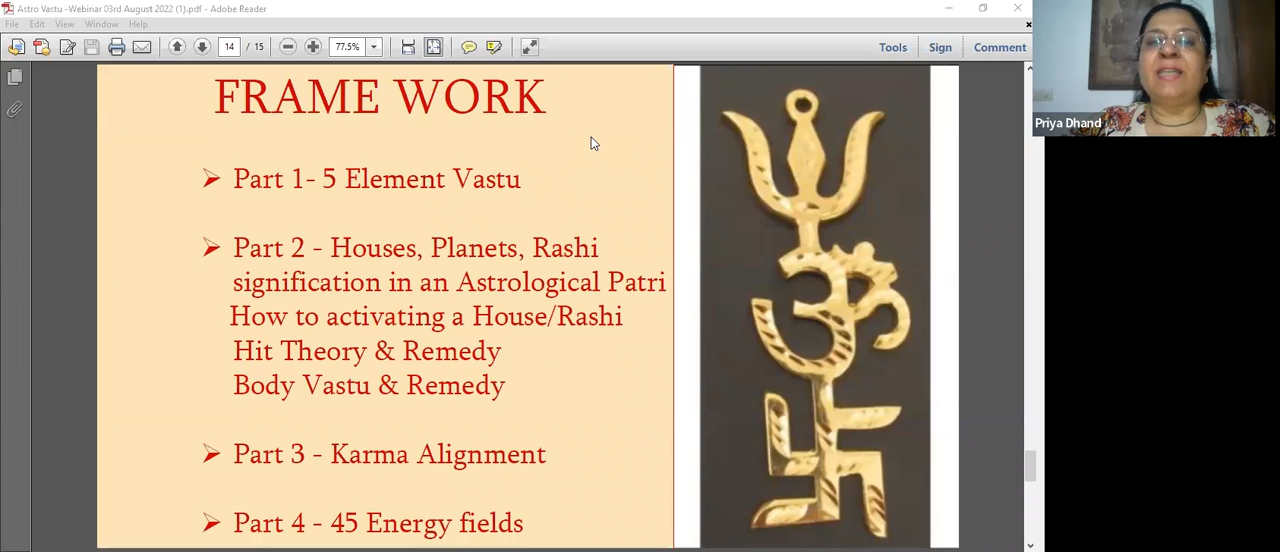 Astro Vastu -Webinar 03rd August 2022 (1).pdf - Adobe Reader
File Edit View Window Help
14 / 15 77.5% Tools Sign Comment
Priya Dhand
FRAME WORK
Part 1- 5 Element Vastu
Part 2 - Houses, Planets, Rashi
signification in an Astrological Patri
How to activating a House/Rashi
Hit Theory & Remedy
Body Vastu & Remedy
Part 3 - Karma Alignment
Part 4 - 45 Energy fields
ॐ